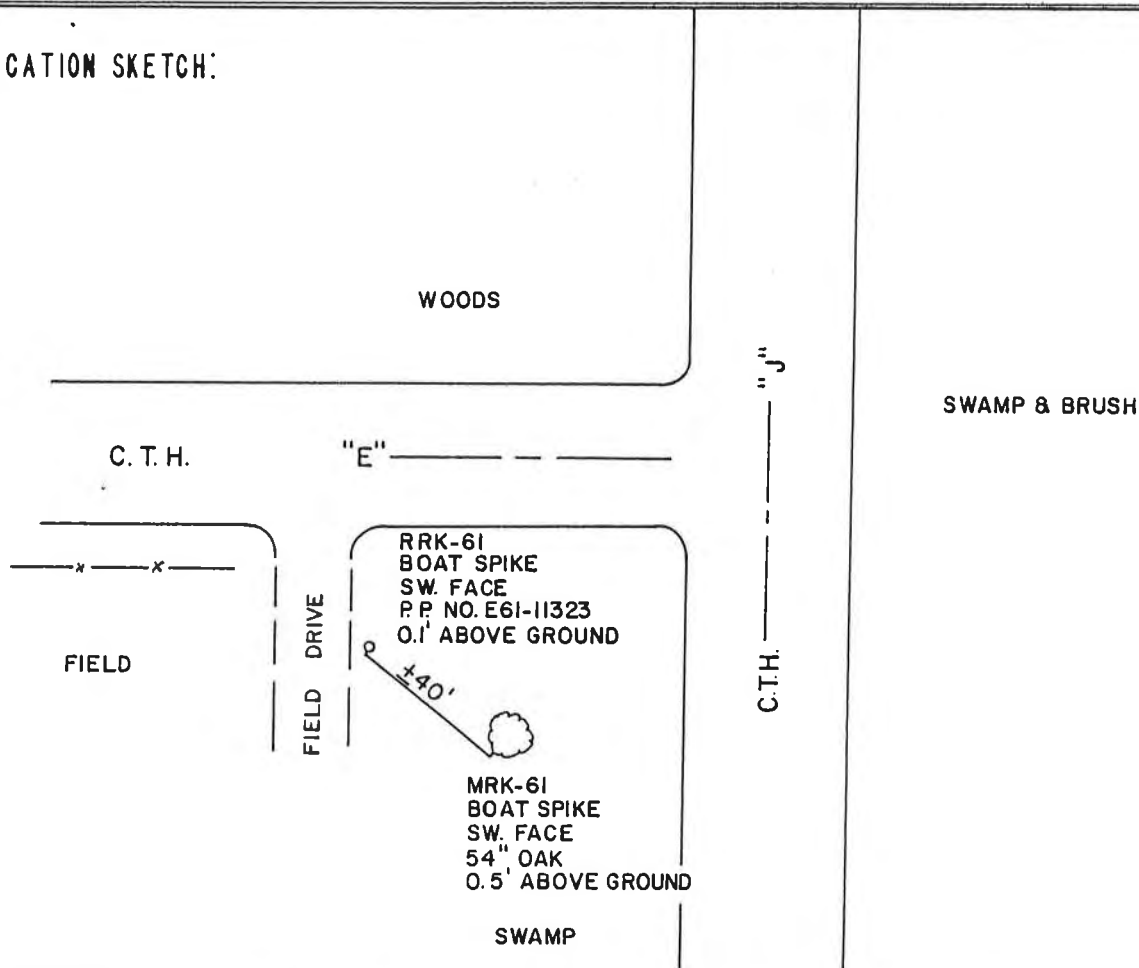 CATION SKETCH:
WOODS
"J"
SWAMP & BRUSH
C. T. H. "E"
RRK-61
BOAT SPIKE
SW. FACE
P.P. NO. E61-11323
0.1' ABOVE GROUND
FIELD DRIVE
FIELD
C.T.H.
±40'
MRK-61
BOAT SPIKE
SW. FACE
54" OAK
0.5' ABOVE GROUND
SWAMP